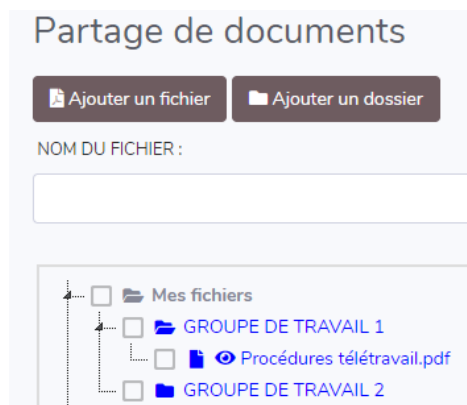 Partage de documents
Ajouter un fichier Ajouter un dossier
NOM DU FICHIER :
Mes fichiers
GROUPE DE TRAVAIL 1
Procédures télétravail.pdf
GROUPE DE TRAVAIL 2